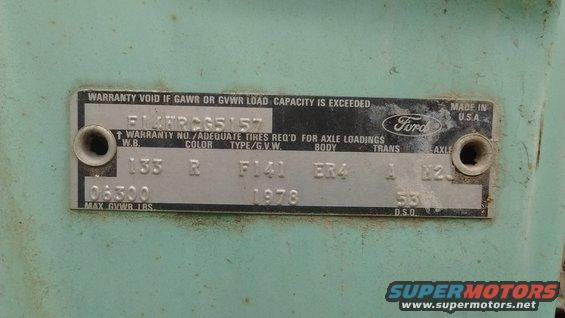 WARRANTY VOID IF GAWR OR GVWR LOAD CAPACITY IS EXCEEDED
MADE IN
U.S.A.
Ford
↑ WARRANTY NO./ADEQUATE TIRES REQ'D FOR AXLE LOADINGS
W.B. COLOR TYPE/G.V.W. BODY TRANS AXLE
133 R F141 ER4 A
06300 1978 53
MAX. GVWR LBS D.S.O.
SUPERMOTORS
www.supermotors.net